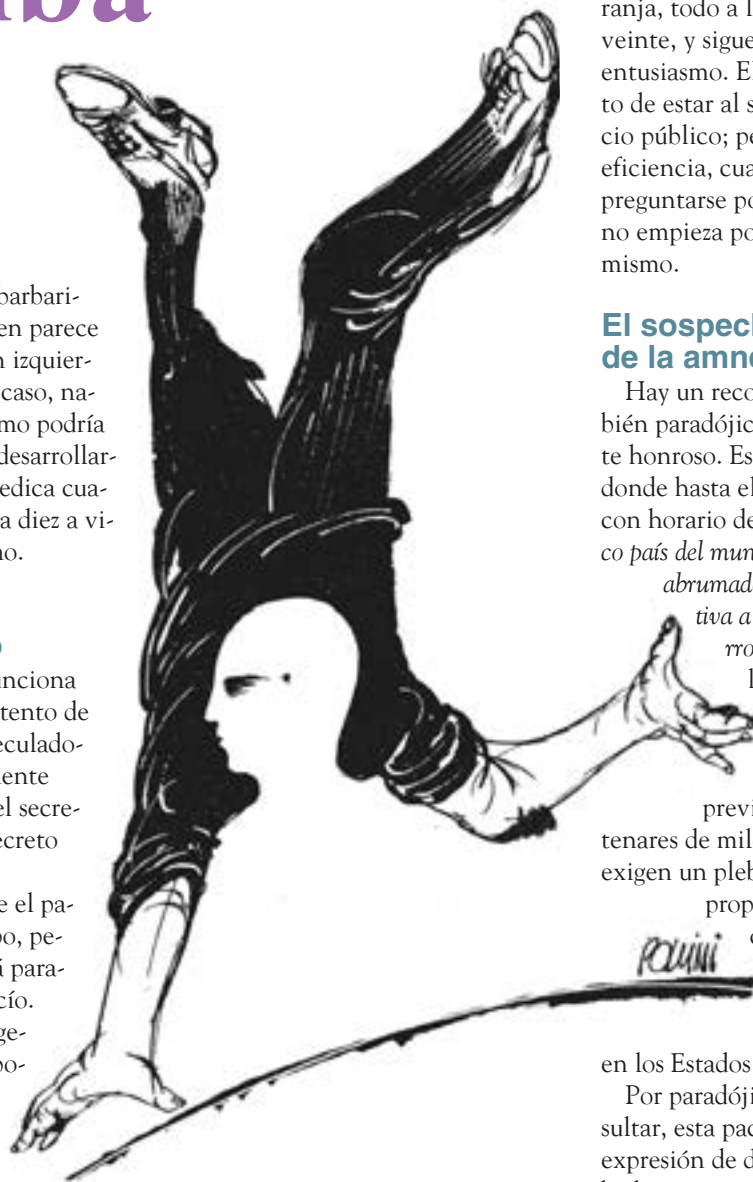 barbari-
en parece
n izquier-
caso, na-
mo podría
desarrollar-
edica cua-
a diez a vi-
no.
o
nciona
tento de
eculado-
ente
el secre-
ecreto
e el pa-
po, pe-
á para-
cío.
ge-
po-
ranja, todo a l
veinte, y sigue
entusiasmo. El
to de estar al s
cio público; pe
eficiencia, cua
preguntarse po
no empieza po
mismo.
El sospech
de la amne
Hay un reco
bién paradójic
te honroso. Es
donde hasta el
con horario de
co país del mun
abrumad
tiva a
rro
l
previ
tenares de mil
exigen un pleb
prop
en los Estados
Por paradóji
sultar, esta pac
expresión de d